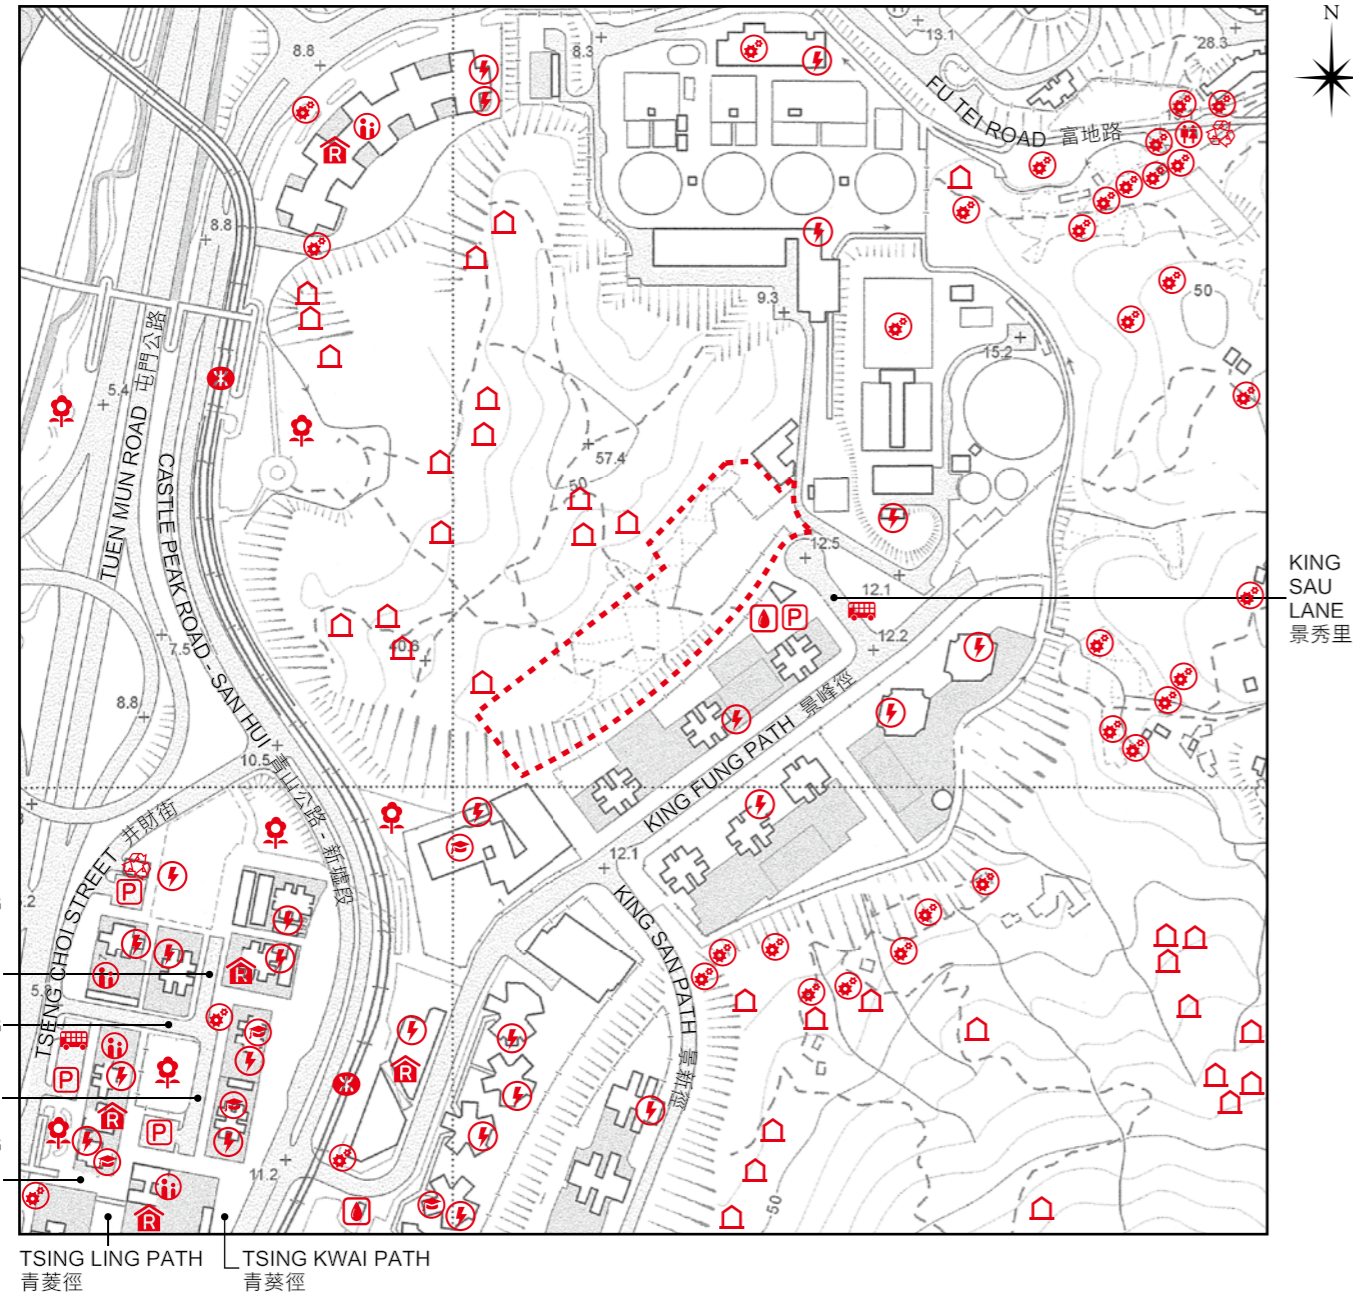 N
8.8
8.3
13.1
28.3
FU TEI ROAD 富地路
8.8
9.3
50
15.2
5.4
TUEN MUN ROAD 屯門公路
57.4
50
CASTLE PEAK ROAD - SAN HUI 青山公路 - 新墟段
12.5
12.1
KING
SAU
LANE
景秀里
P
12.2
7.5
40.6
8.8
10.5
KING FUNG PATH 景峰徑
TSENG CHOI STREET 井財街
12.1
P
R
KING SAN PATH 景新徑
R
R
P
R
P
11.2
R
50
TSING LING PATH
青菱徑
TSING KWAI PATH
青葵徑